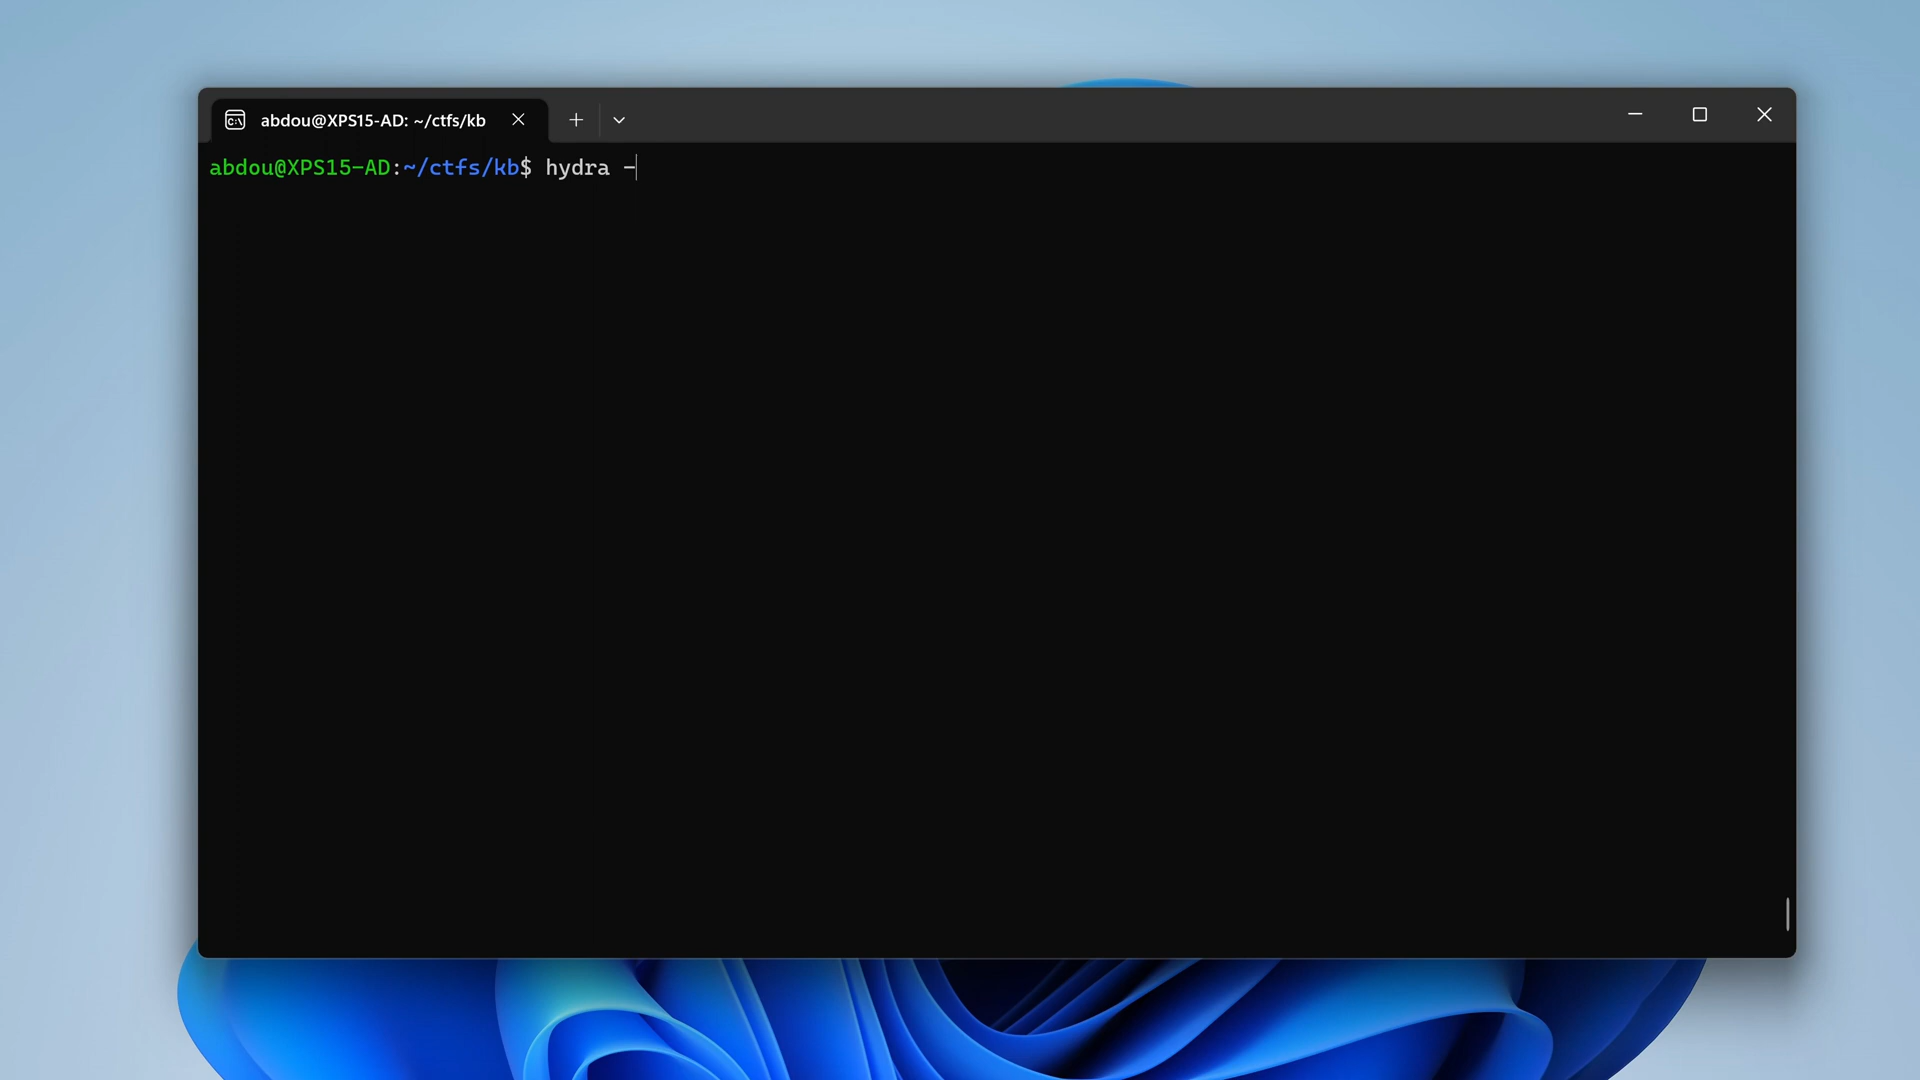 abdou@XPS15-AD: ~/ctfs/kb
abdou@XPS15-AD:~/ctfs/kb$ hydra -